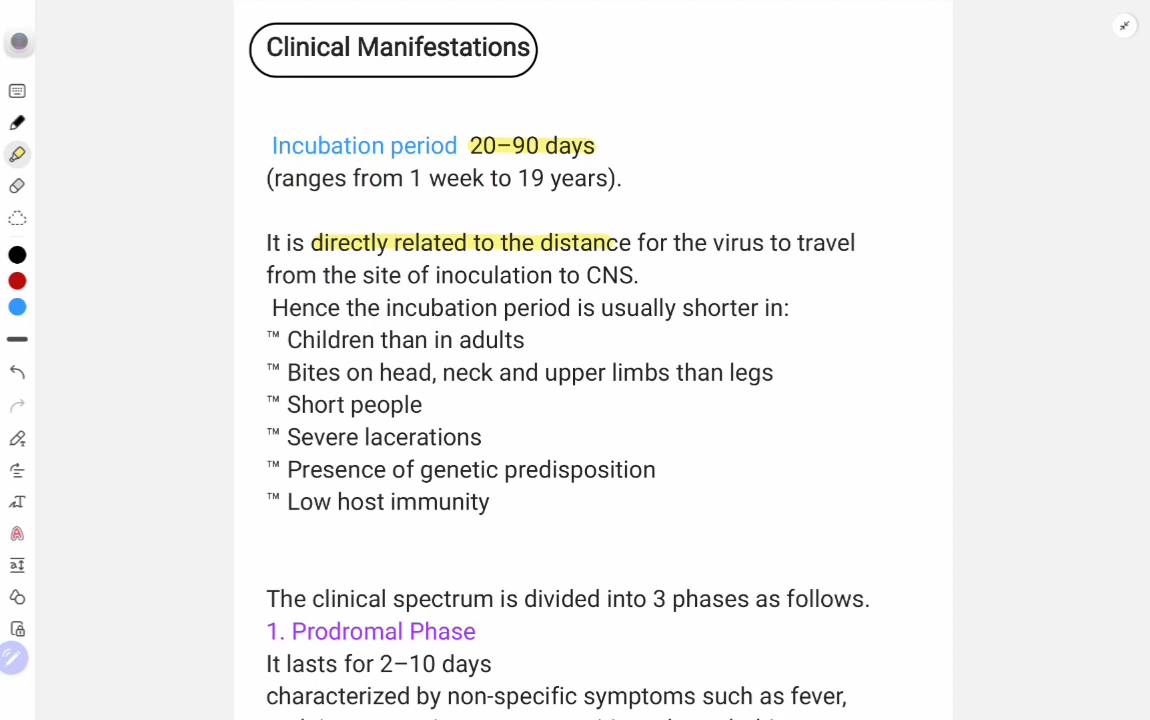 Clinical Manifestations
Incubation period 20–90 days
(ranges from 1 week to 19 years).
It is directly related to the distance for the virus to travel
from the site of inoculation to CNS.
Hence the incubation period is usually shorter in:
™ Children than in adults
™ Bites on head, neck and upper limbs than legs
™ Short people
™ Severe lacerations
™ Presence of genetic predisposition
™ Low host immunity
The clinical spectrum is divided into 3 phases as follows.
1. Prodromal Phase
It lasts for 2–10 days
characterized by non-specific symptoms such as fever,